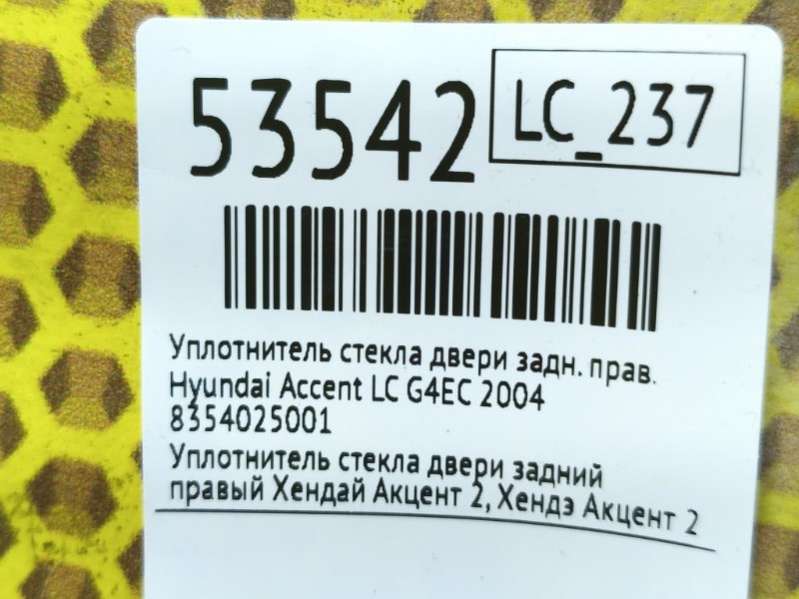 53542
LC_237
Уплотнитель стекла двери задн. прав.
Hyundai Accent LC G4EC 2004
8354025001
Уплотнитель стекла двери задний
правый Хендай Акцент 2, Хендэ Акцент 2